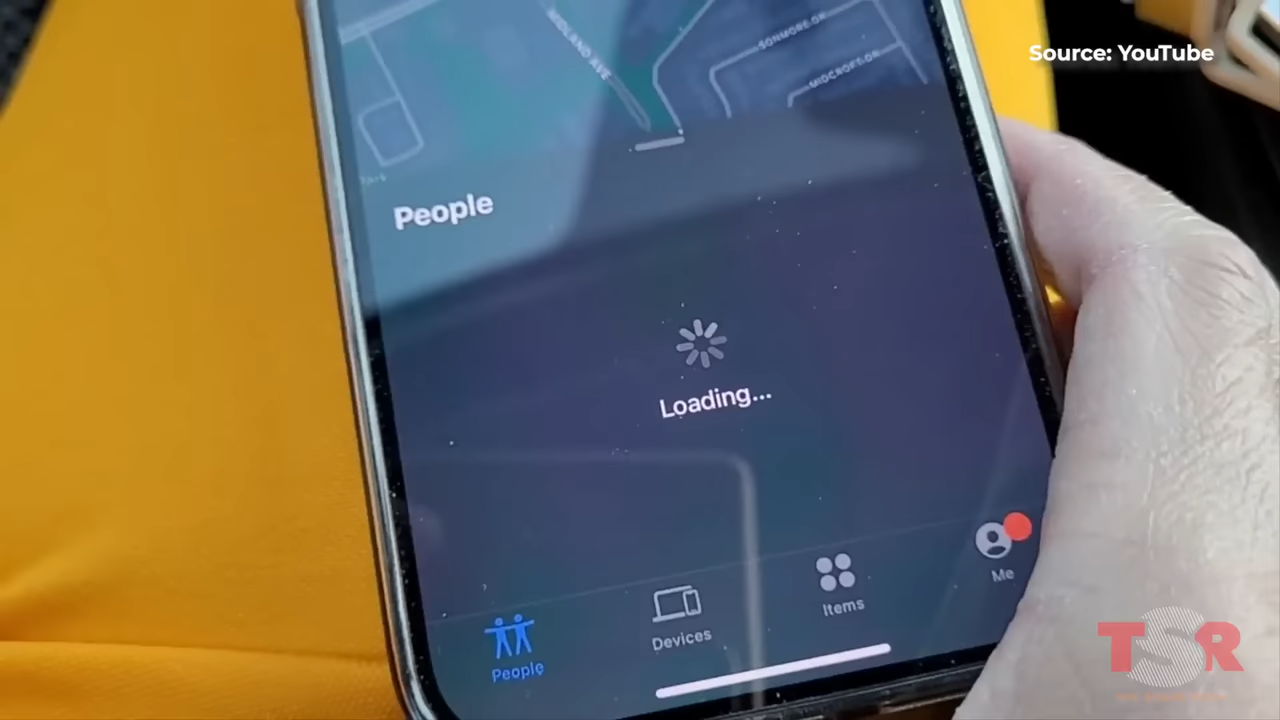 Source: YouTube
MIDLAND AVE
SONMORE DR
MIDCROFT DR
People
Loading...
People
Devices
Items
Me
TSR